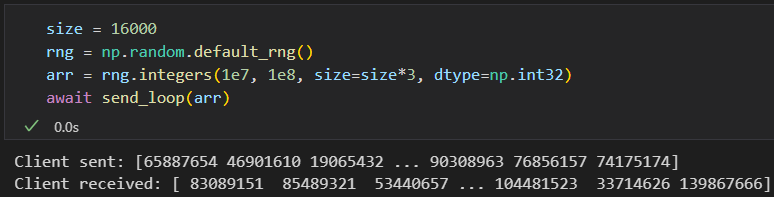 size = 16000
rng = np.random.default_rng()
arr = rng.integers(1e7, 1e8, size=size*3, dtype=np.int32)
await send_loop(arr)
0.0s
Client sent: [65887654 46901610 19065432 ... 90308963 76856157 74175174]
Client received: [ 83089151  85489321  53440657 ... 104481523  33714626 139867666]